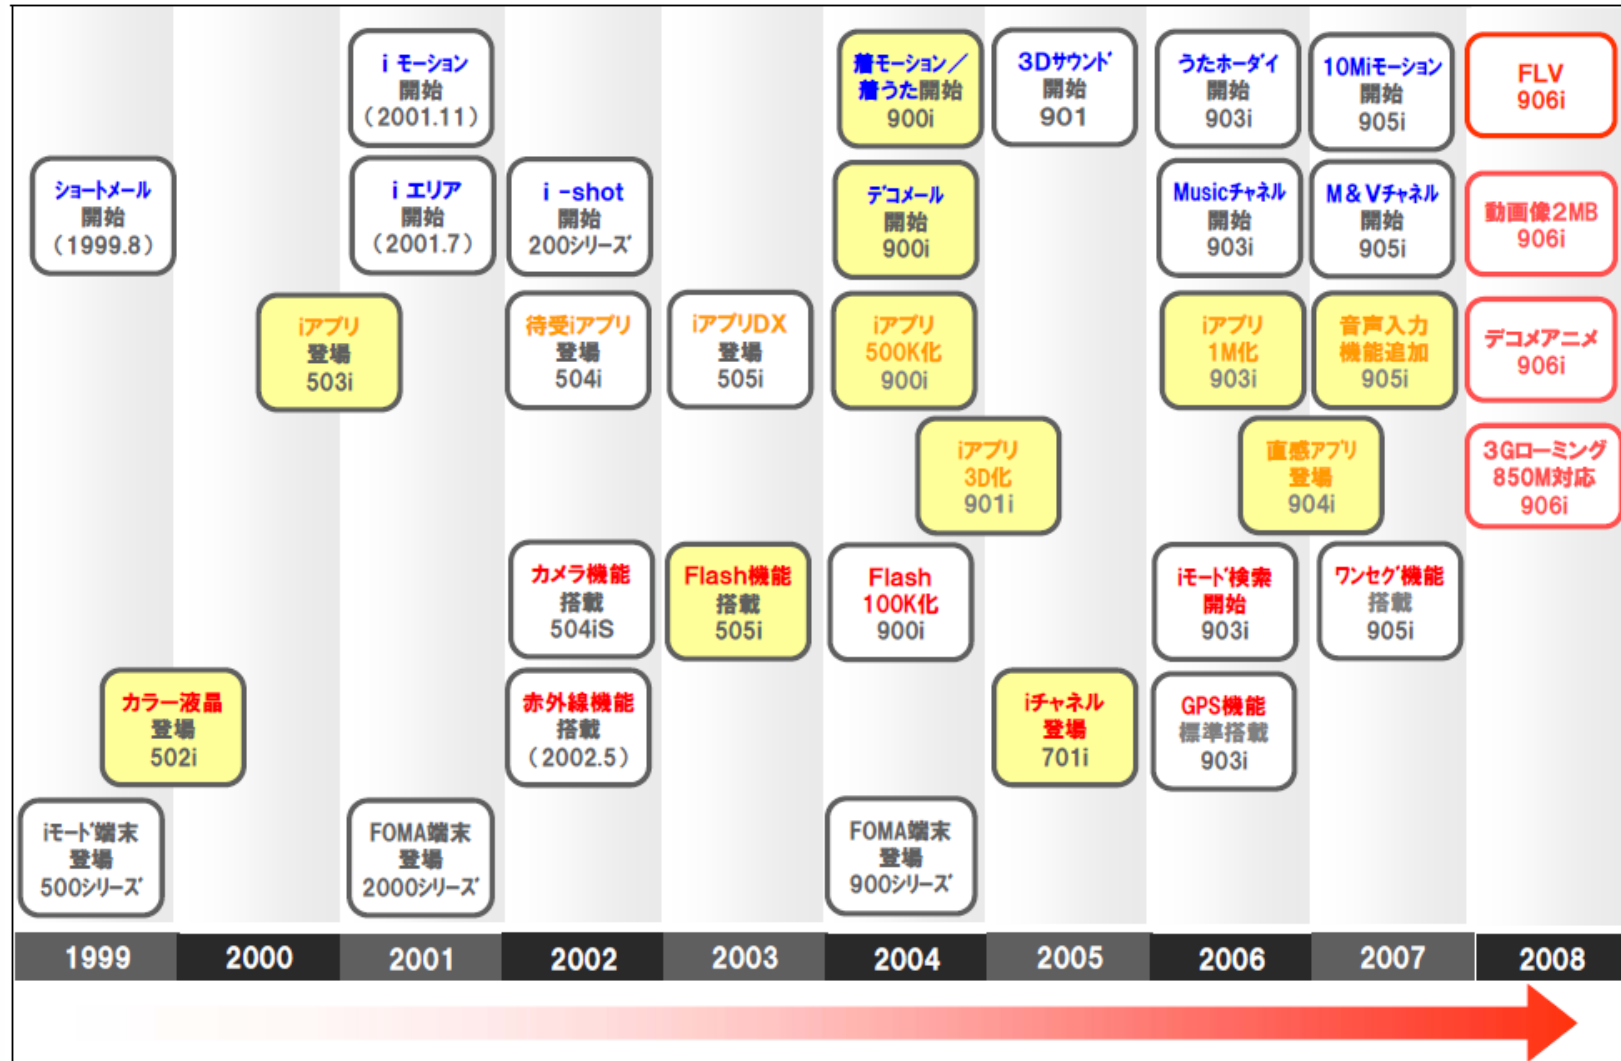 iモーション
開始
(2001.11)
着モーション／
着うた開始
900i
3Dサウンド
開始
901
うたホーダイ
開始
903i
10Miモーション
開始
905i
FLV
906i
ショートメール
開始
(1999.8)
iエリア
開始
(2001.7)
i-shot
開始
200シリーズ
デコメール
開始
900i
Musicチャネル
開始
903i
M&Vチャネル
開始
905i
動画像2MB
906i
iアプリ
登場
503i
待受iアプリ
登場
504i
iアプリDX
登場
505i
iアプリ
500K化
900i
iアプリ
1M化
903i
音声入力
機能追加
905i
デコメアニメ
906i
iアプリ
3D化
901i
直感アプリ
登場
904i
3Gローミング
850M対応
906i
カメラ機能
搭載
504iS
Flash機能
搭載
505i
Flash
100K化
900i
iモード検索
開始
903i
ワンセグ機能
搭載
905i
カラー液晶
登場
502i
赤外線機能
搭載
(2002.5)
iチャネル
登場
701i
GPS機能
標準搭載
903i
iモード端末
登場
500シリーズ
FOMA端末
登場
2000シリーズ
FOMA端末
登場
900シリーズ
1999 2000 2001 2002 2003 2004 2005 2006 2007 2008